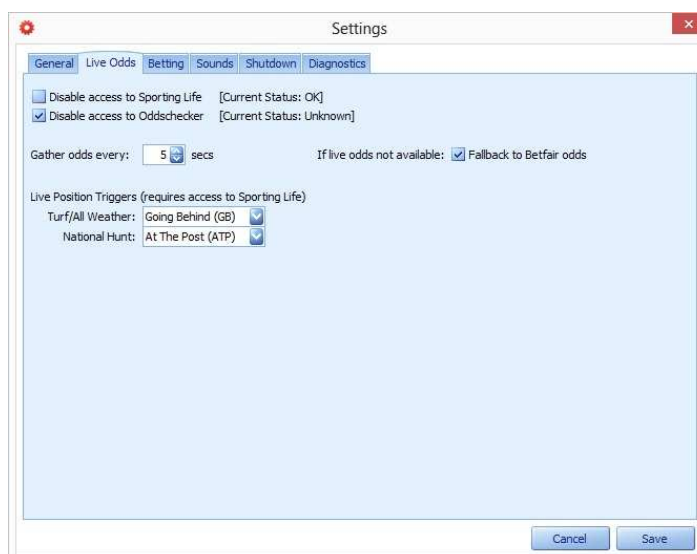 Settings
General Live Odds Betting Sounds Shutdown Diagnostics
Disable access to Sporting Life [Current Status: OK]
Disable access to Oddschecker [Current Status: Unknown]
Gather odds every: 5 secs If live odds not available: Fallback to Betfair odds
Live Position Triggers (requires access to Sporting Life)
Turf/All Weather: Going Behind (GB)
National Hunt: At The Post (ATP)
Cancel Save